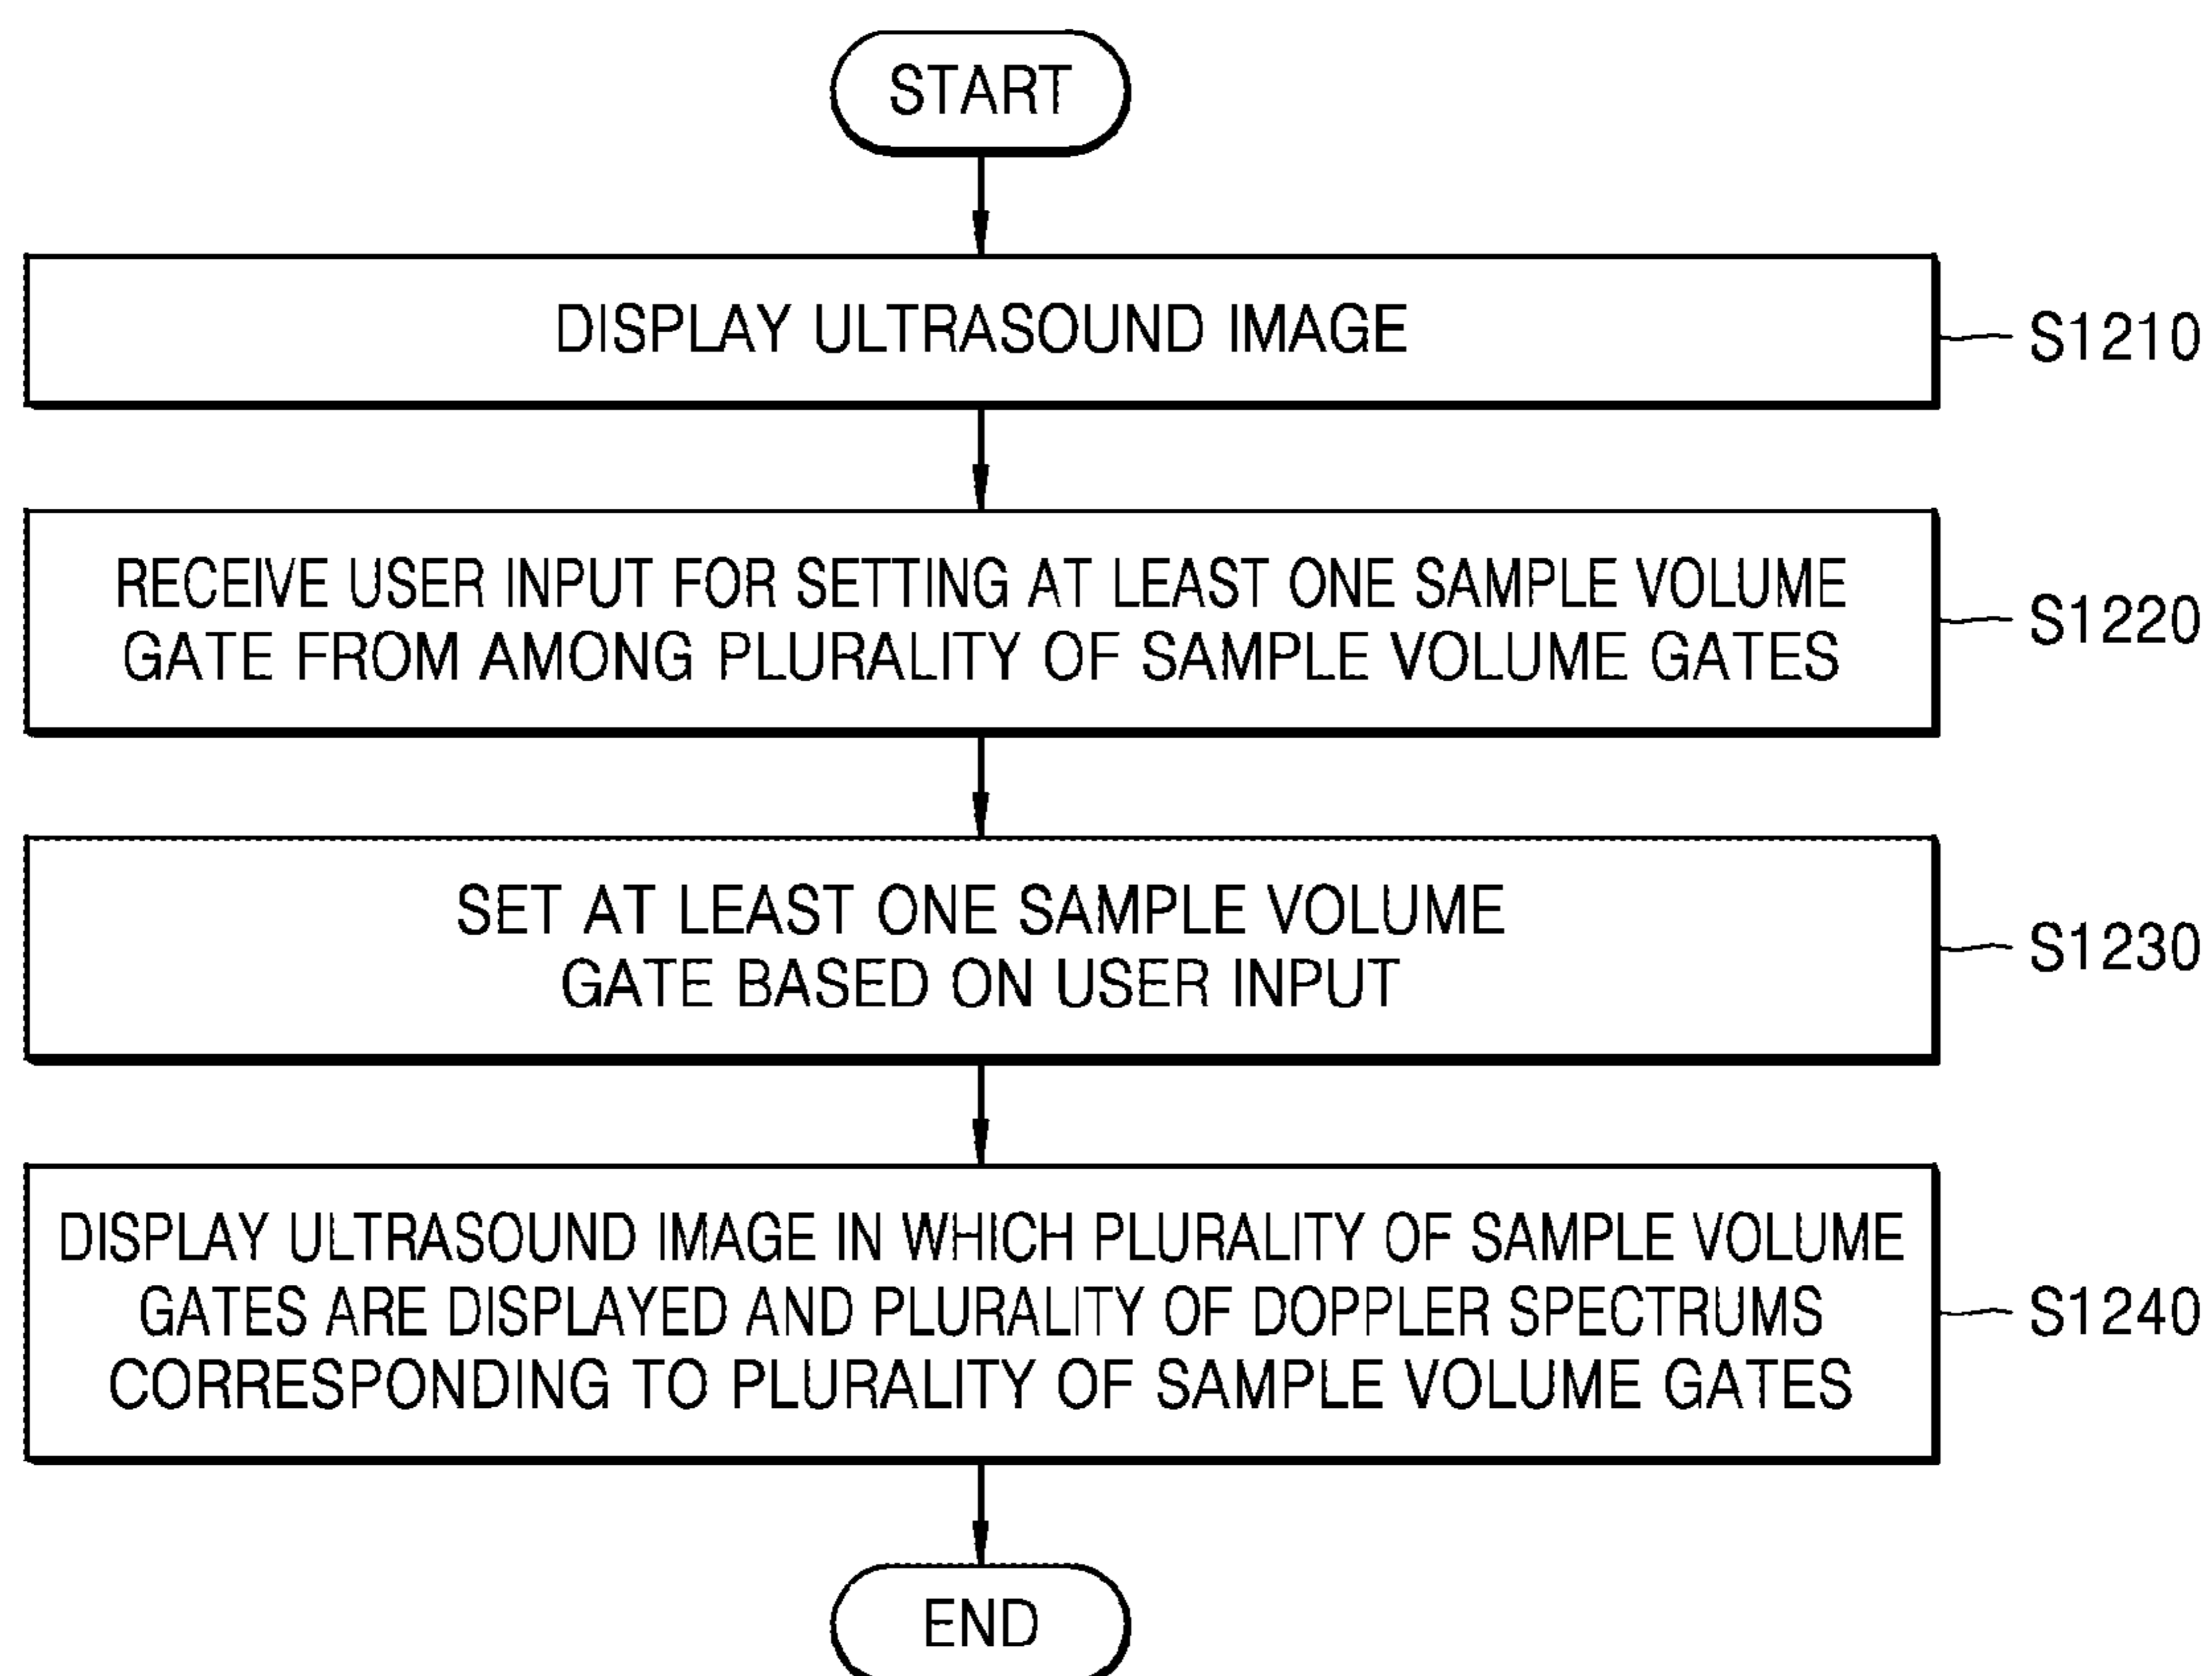 START
DISPLAY ULTRASOUND IMAGE
S1210
RECEIVE USER INPUT FOR SETTING AT LEAST ONE SAMPLE VOLUME
GATE FROM AMONG PLURALITY OF SAMPLE VOLUME GATES
S1220
SET AT LEAST ONE SAMPLE VOLUME
GATE BASED ON USER INPUT
S1230
DISPLAY ULTRASOUND IMAGE IN WHICH PLURALITY OF SAMPLE VOLUME
GATES ARE DISPLAYED AND PLURALITY OF DOPPLER SPECTRUMS
CORRESPONDING TO PLURALITY OF SAMPLE VOLUME GATES
S1240
END